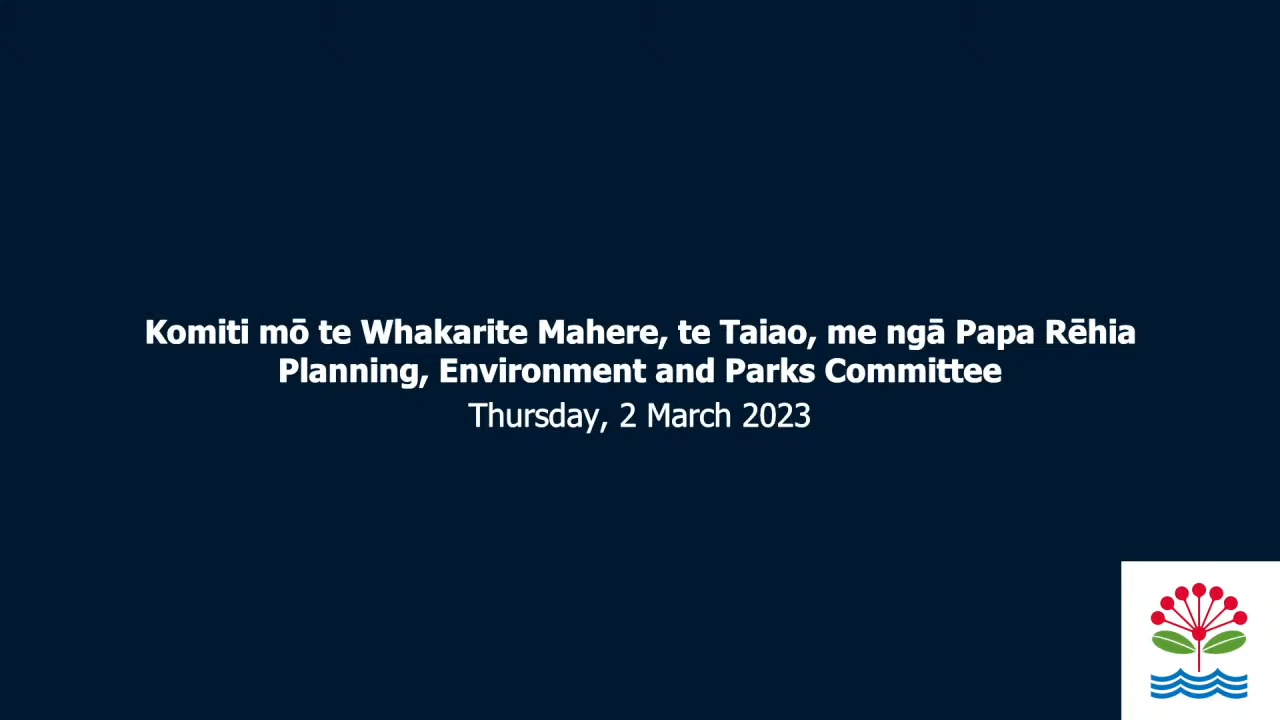 Komiti mō te Whakarite Mahere, te Taiao, me ngā Papa Rēhia
Planning, Environment and Parks Committee
Thursday, 2 March 2023